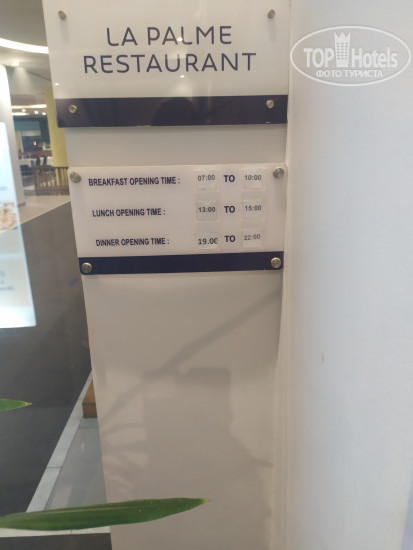 LA PALME
RESTAURANT
TOP Hotels
ФОТО ТУРИСТА
BREAKFAST OPENING TIME : 07:00 TO 10:00
LUNCH OPENING TIME : 13:00 15:00
DINNER OPENING TIME : 19.00 TO 22:00